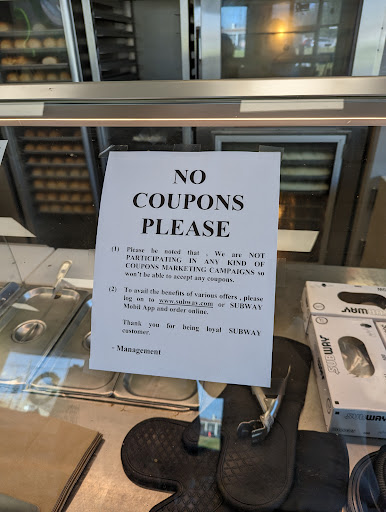 NO
COUPONS
PLEASE
(1) Please be noted that , We are NOT
PARTICIPATING IN ANY KIND OF
COUPONS MARKETING CAMPAIGNS so
won't be able to accept any coupons.
(2) To avail the benefits of various offers , please
log on to www.subway.com or SUBWAY
Mobil App and order online.
Thank you for being loyal SUBWAY
customer.
- Management
SUBWAY
SUBWAY